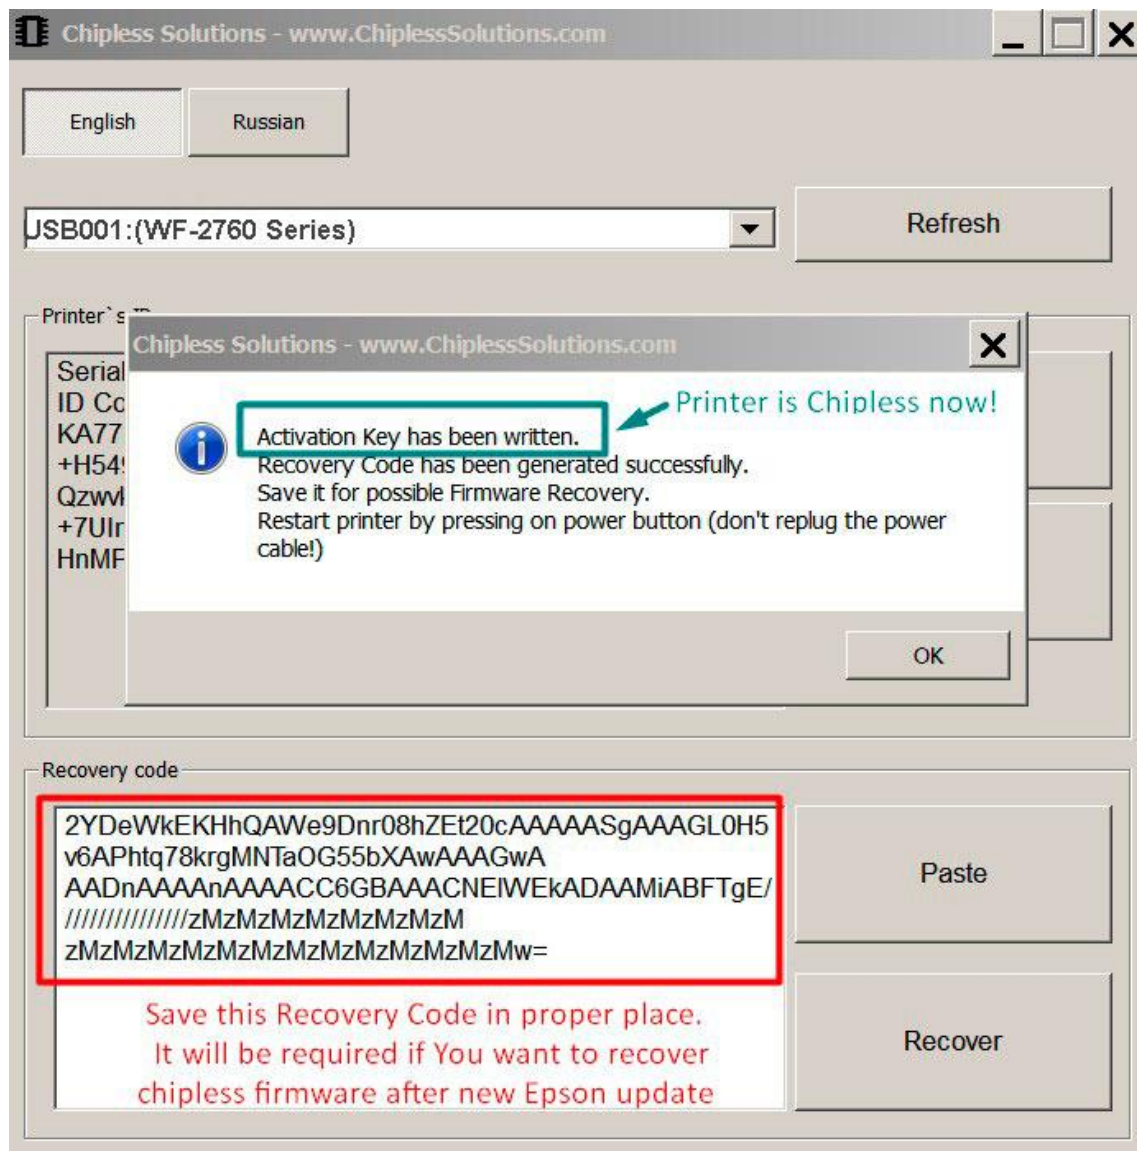 Chipless Solutions - www.ChiplessSolutions.com
English
Russian
USB001:(WF-2760 Series)
Refresh
Printer`s
Chipless Solutions - www.ChiplessSolutions.com
Serial
ID Co
KA77
+H549
Qzwvk
+7UIr
HnMF
Printer is Chipless now!
Activation Key has been written.
Recovery Code has been generated successfully.
Save it for possible Firmware Recovery.
Restart printer by pressing on power button (don't replug the power
cable!)
OK
Recovery code
2YDeWkEKHhQAWe9Dnr08hZEt20cAAAAASgAAAGL0H5
v6APhtq78krgMNTaOG55bXAwAAAGwA
AADnAAAAnAAAACC6GBAAACNElWEkADAAMiABFTgE/
///////////////zMzMzMzMzMzMzMzM
zMzMzMzMzMzMzMzMzMzMzMzMzMw=
Paste
Save this Recovery Code in proper place.
It will be required if You want to recover
chipless firmware after new Epson update
Recover